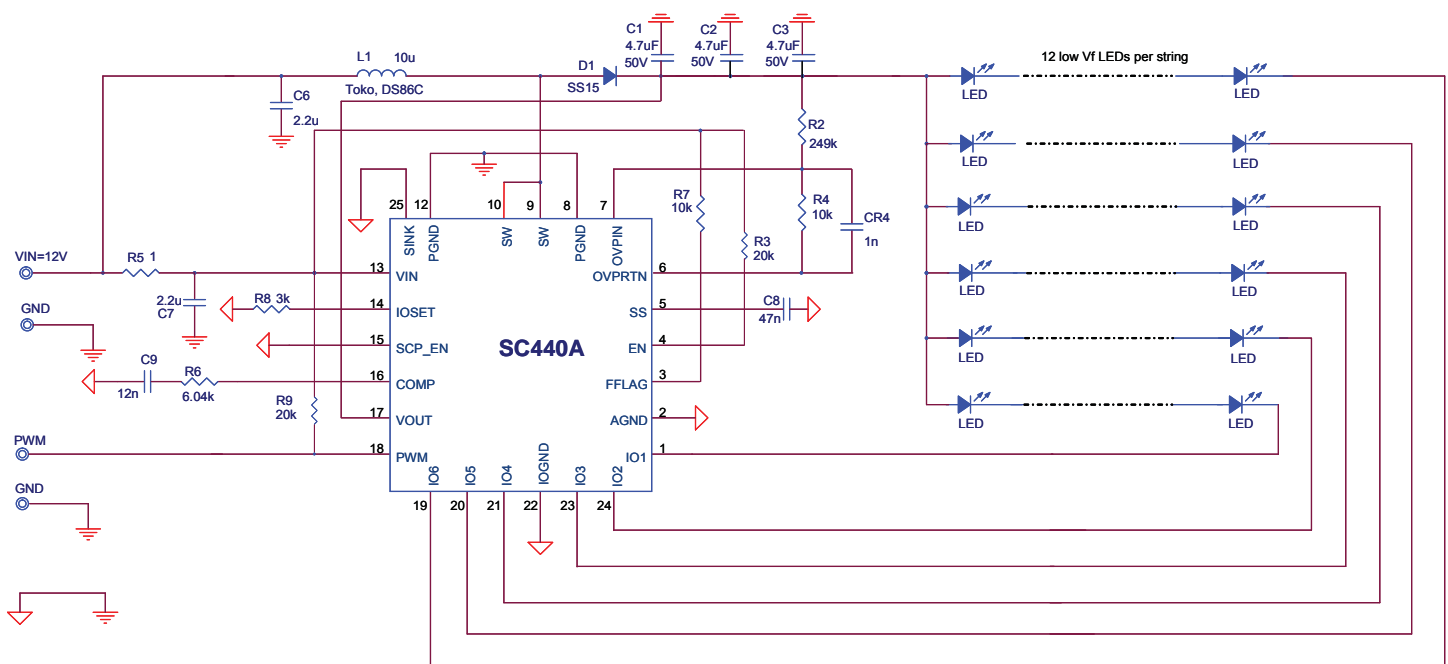 C1
4.7uF
50V
C2
4.7uF
50V
C3
4.7uF
50V
L1 10u
Toko, DS86C
D1
SS15
12 low Vf LEDs per string
LED
LED
C6
2.2u
R2
249k
LED
LED
R7
10k
R4
10k
CR4
1n
R3
20k
LED
LED
25
12
10
9
8
7
SINK
PGND
SW
SW
PGND
OVPIN
VIN=12V
R5 1
13
VIN
OVPRTN
6
LED
LED
2.2u
C7
GND
R8 3k
14
IOSET
SS
5
C8
47n
15
SCP_EN
SC440A
EN
4
LED
LED
C9
12n
R6
6.04k
16
COMP
FFLAG
3
R9
20k
17
VOUT
AGND
2
LED
LED
PWM
18
PWM
IO1
1
IO6
IO5
IO4
IOGND
IO3
IO2
GND
19
20
21
22
23
24